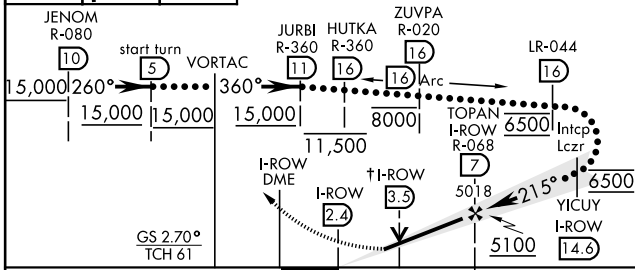 JENOM
R-080
10
start turn
5
VORTAC
JURBI
R-360
11
HUTKA
R-360
16
ZUVPA
R-020
16
16 Arc
LR-044
16
15,000 260°
360°
15,000
15,000
15,000
11,500
8000
6500
TOPAN
I-ROW
R-068
7
5018
Intcp
Lczr
215°
6500
YICUY
I-ROW
14.6
5100
I-ROW
DME
I-ROW
2.4
†I-ROW
3.5
GS 2.70°
TCH 61